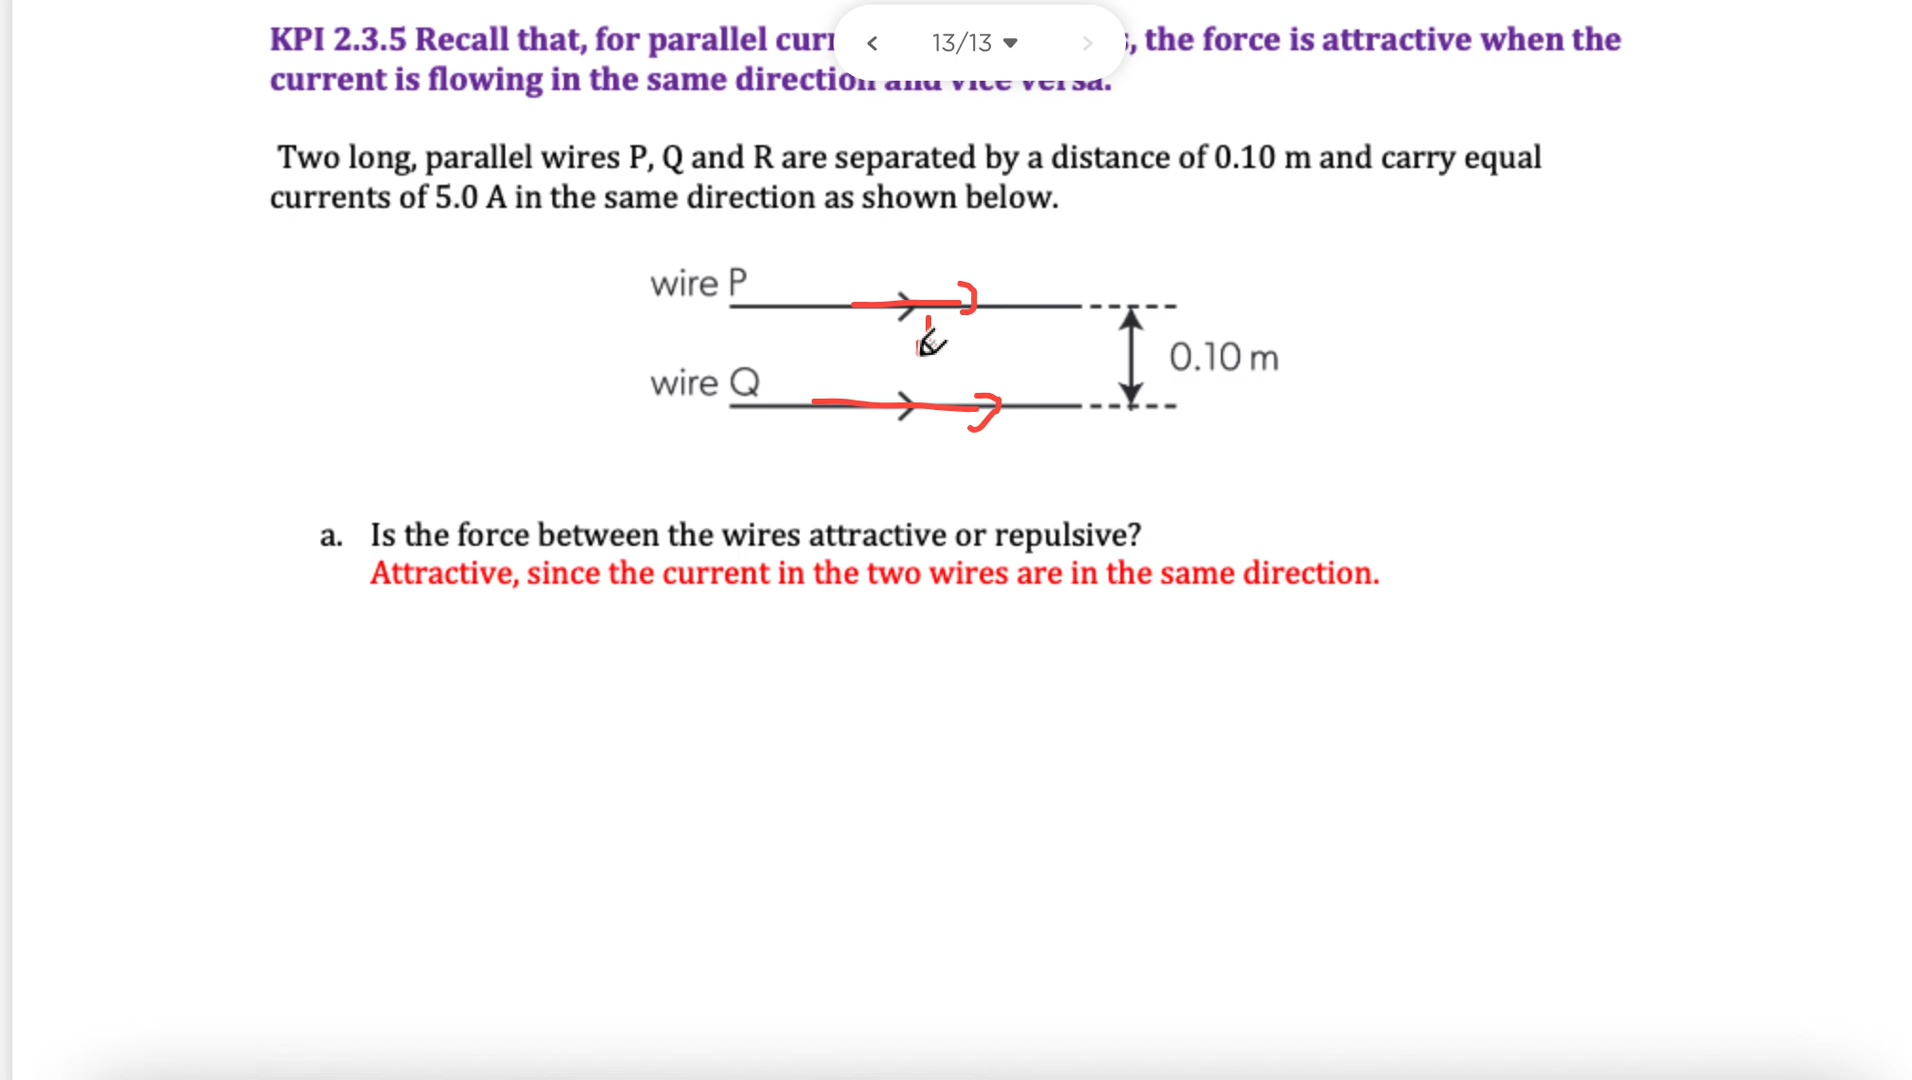 KPI 2.3.5 Recall that, for parallel , the force is attractive when the
current is flowing in the same direction and vice versa.
13/13
Two long, parallel wires P, Q and R are separated by a distance of 0.10 m and carry equal
currents of 5.0 A in the same direction as shown below.
wire P
0.10 m
wire Q
a. Is the force between the wires attractive or repulsive?
Attractive, since the current in the two wires are in the same direction.